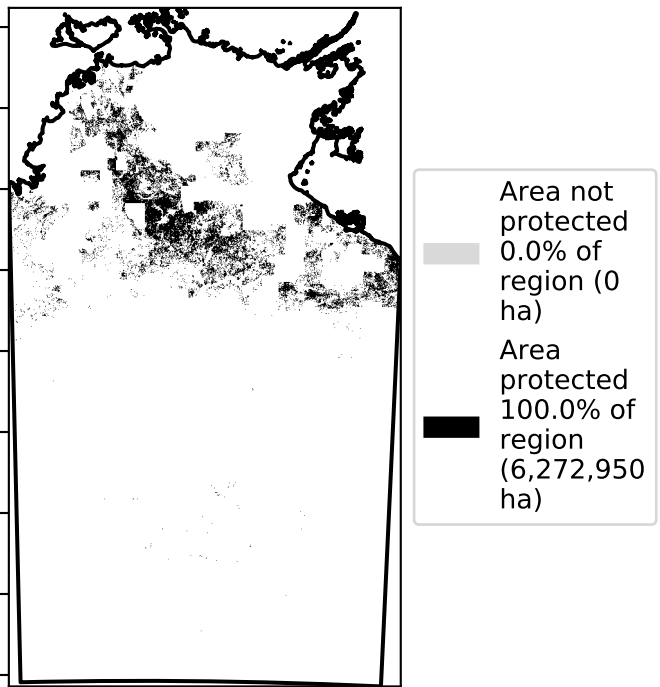 Area not
protected
0.0% of
region (0
ha)
Area
protected
100.0% of
region
(6,272,950
ha)